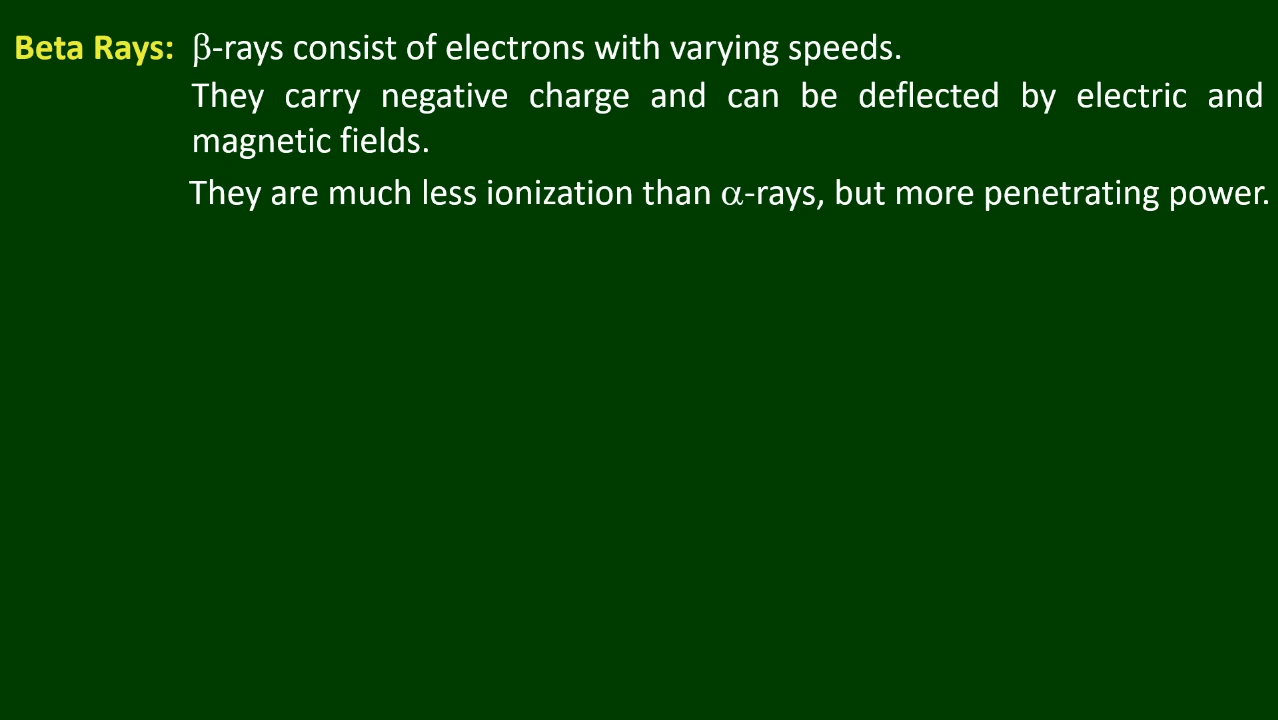 Beta Rays: β-rays consist of electrons with varying speeds.
They carry negative charge and can be deflected by electric and
magnetic fields.
They are much less ionization than α-rays, but more penetrating power.